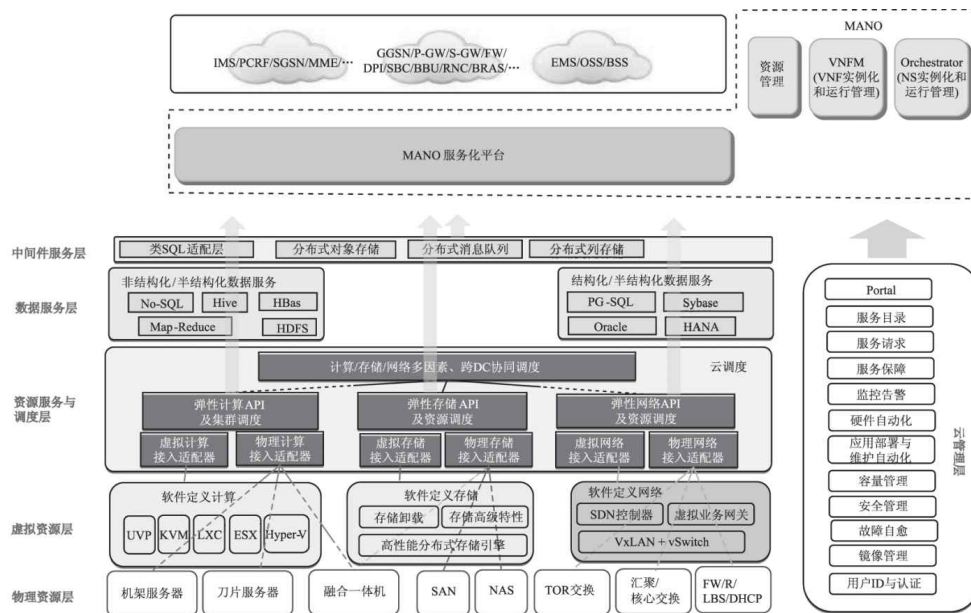 MANO
IMS/PCRF/SGSN/MME/…
GGSN/P-GW/S-GW/FW/
DPI/SBC/BBU/RNC/BRAS/…
EMS/OSS/BSS
资源
管理
VNFM
(VNF实例化
和运行管理)
Orchestrator
(NS实例化和
运行管理)
MANO 服务化平台
中间件服务层
类SQL适配层
分布式对象存储
分布式消息队列
分布式列存储
数据服务层
非结构化/半结构化数据服务
No-SQL
Hive
HBas
Map-Reduce
HDFS
结构化/半结构化数据服务
PG-SQL
Sybase
Oracle
HANA
资源服务与
调度层
计算/存储/网络多因素、跨DC协同调度
云调度
弹性计算API
及集群调度
弹性存储API
及资源调度
弹性网络API
及资源调度
虚拟计算
接入适配器
物理计算
接入适配器
虚拟存储
接入适配器
物理存储
接入适配器
虚拟网络
接入适配器
物理网络
接入适配器
虚拟资源层
软件定义计算
UVP
KVM
LXC
ESX
Hyper-V
软件定义存储
存储卸载
存储高级特性
高性能分布式存储引擎
软件定义网络
SDN控制器
虚拟业务网关
VxLAN＋vSwitch
物理资源层
机架服务器
刀片服务器
融合一体机
SAN
NAS
TOR交换
汇聚/
核心交换
FW/R/
LBS/DHCP
Portal
服务目录
服务请求
服务保障
监控告警
硬件自动化
应用部署与
维护自动化
容量管理
安全管理
故障自愈
镜像管理
用户ID与认证
云管理层